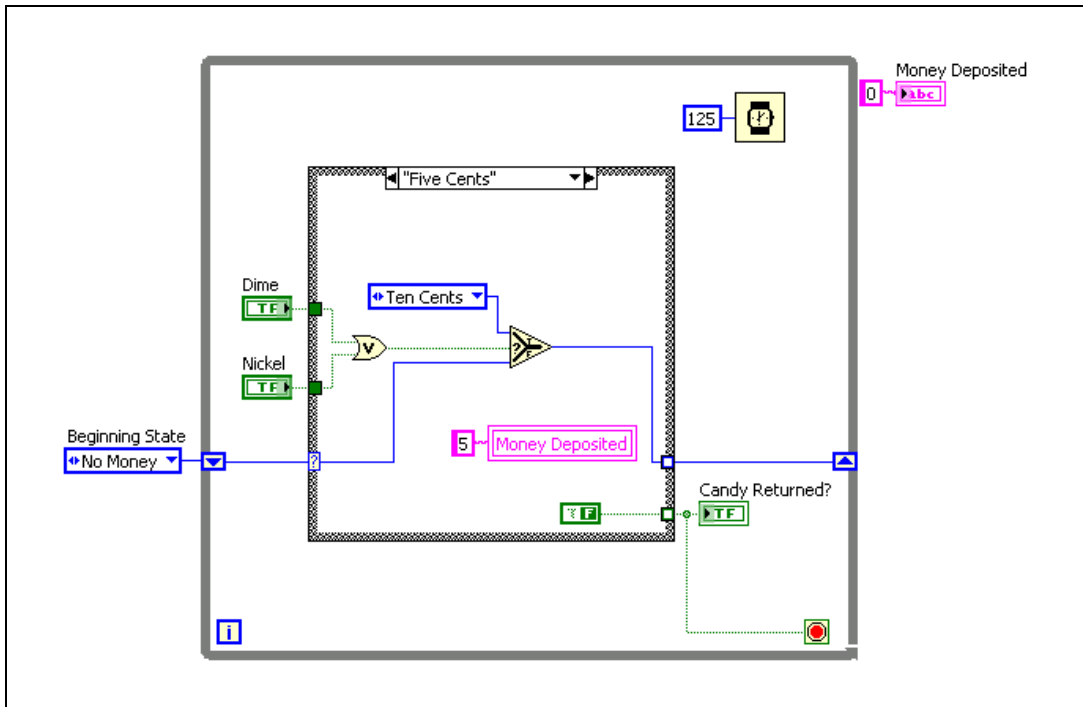 Money Deposited
0
abc
125
"Five Cents"
Dime
TF
Ten Cents
?
T
F
V
Nickel
TF
Beginning State
No Money
?
5
Money Deposited
Candy Returned?
F
TF
i